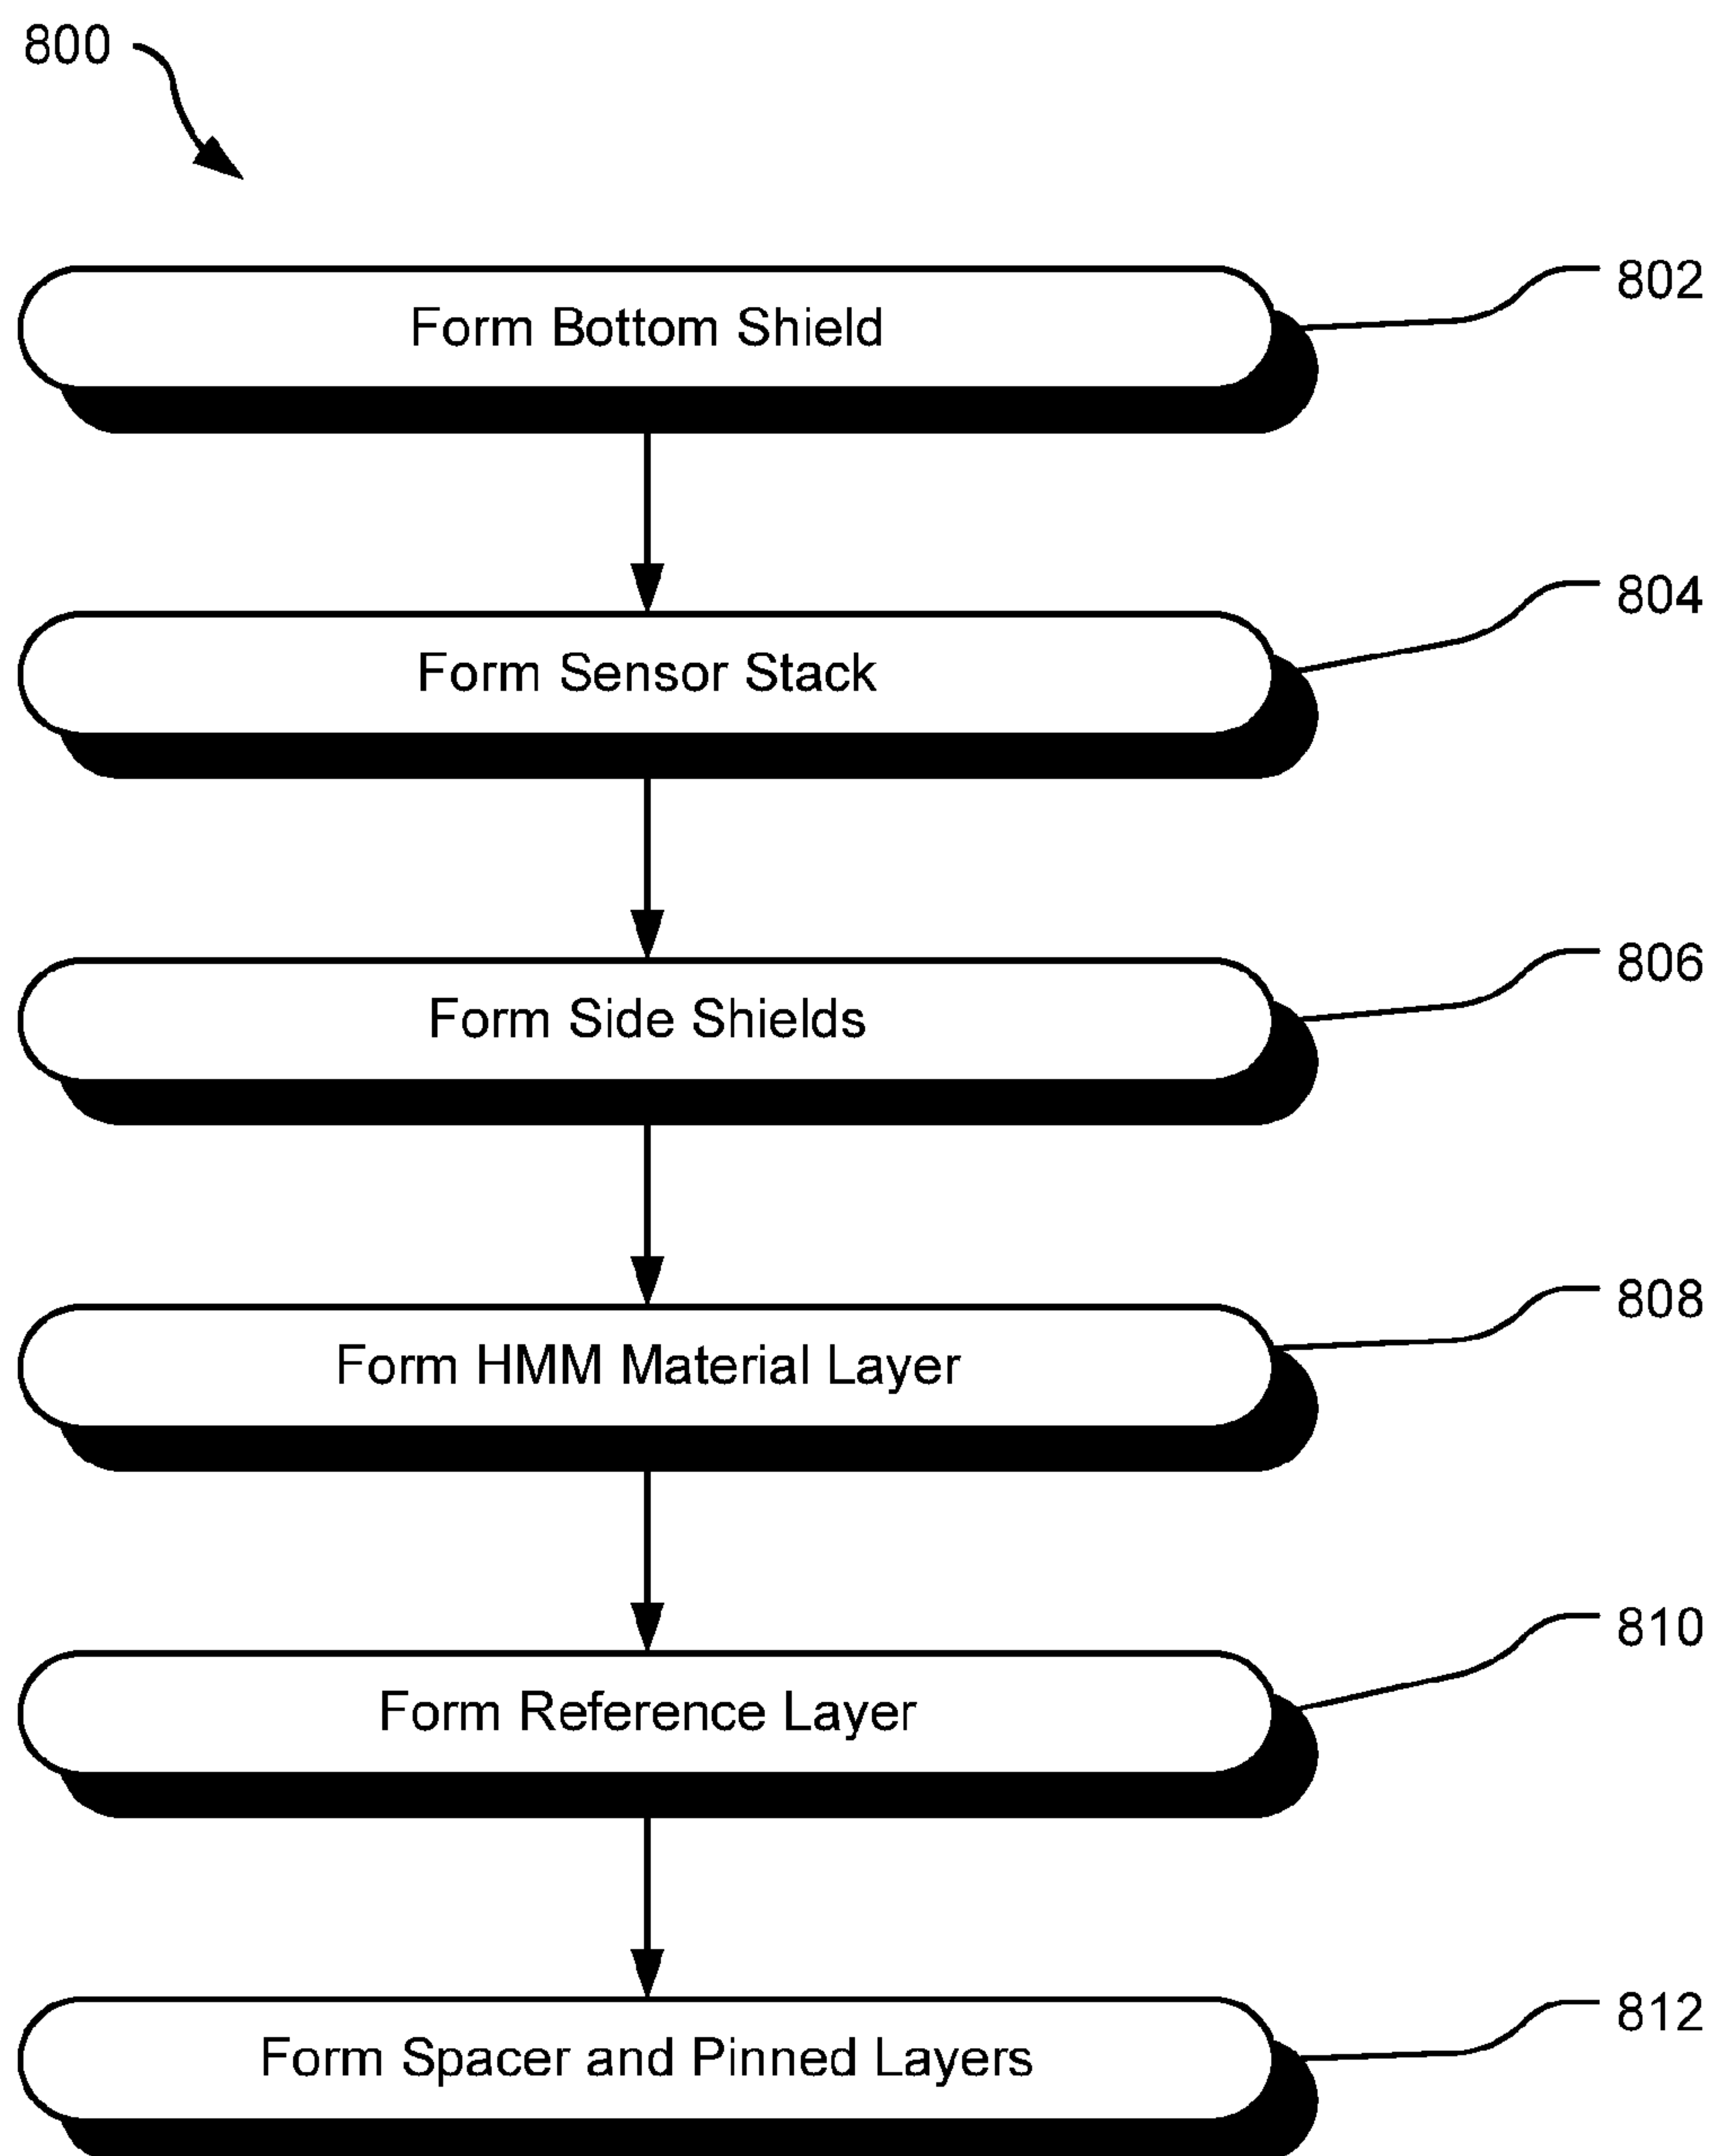 800
Form Bottom Shield
802
Form Sensor Stack
804
Form Side Shields
806
Form HMM Material Layer
808
Form Reference Layer
810
Form Spacer and Pinned Layers
812